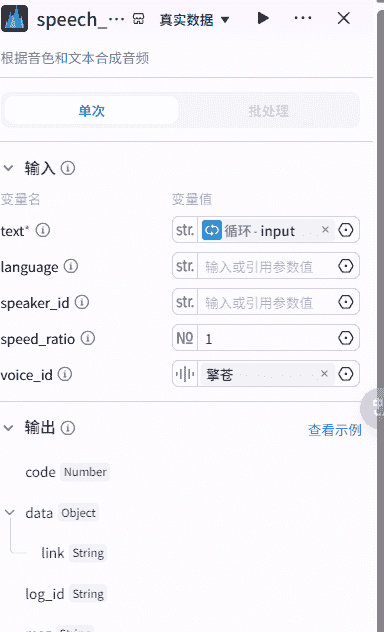 speech_··· 真实数据
根据音色和文本合成音频
单次 批处理
输入
变量名 变量值
text* str. 循环 - input
language str. 输入或引用参数值
speaker_id str. 输入或引用参数值
speed_ratio № 1
voice_id 擎苍
输出 查看示例
code Number
data Object
link String
log_id String